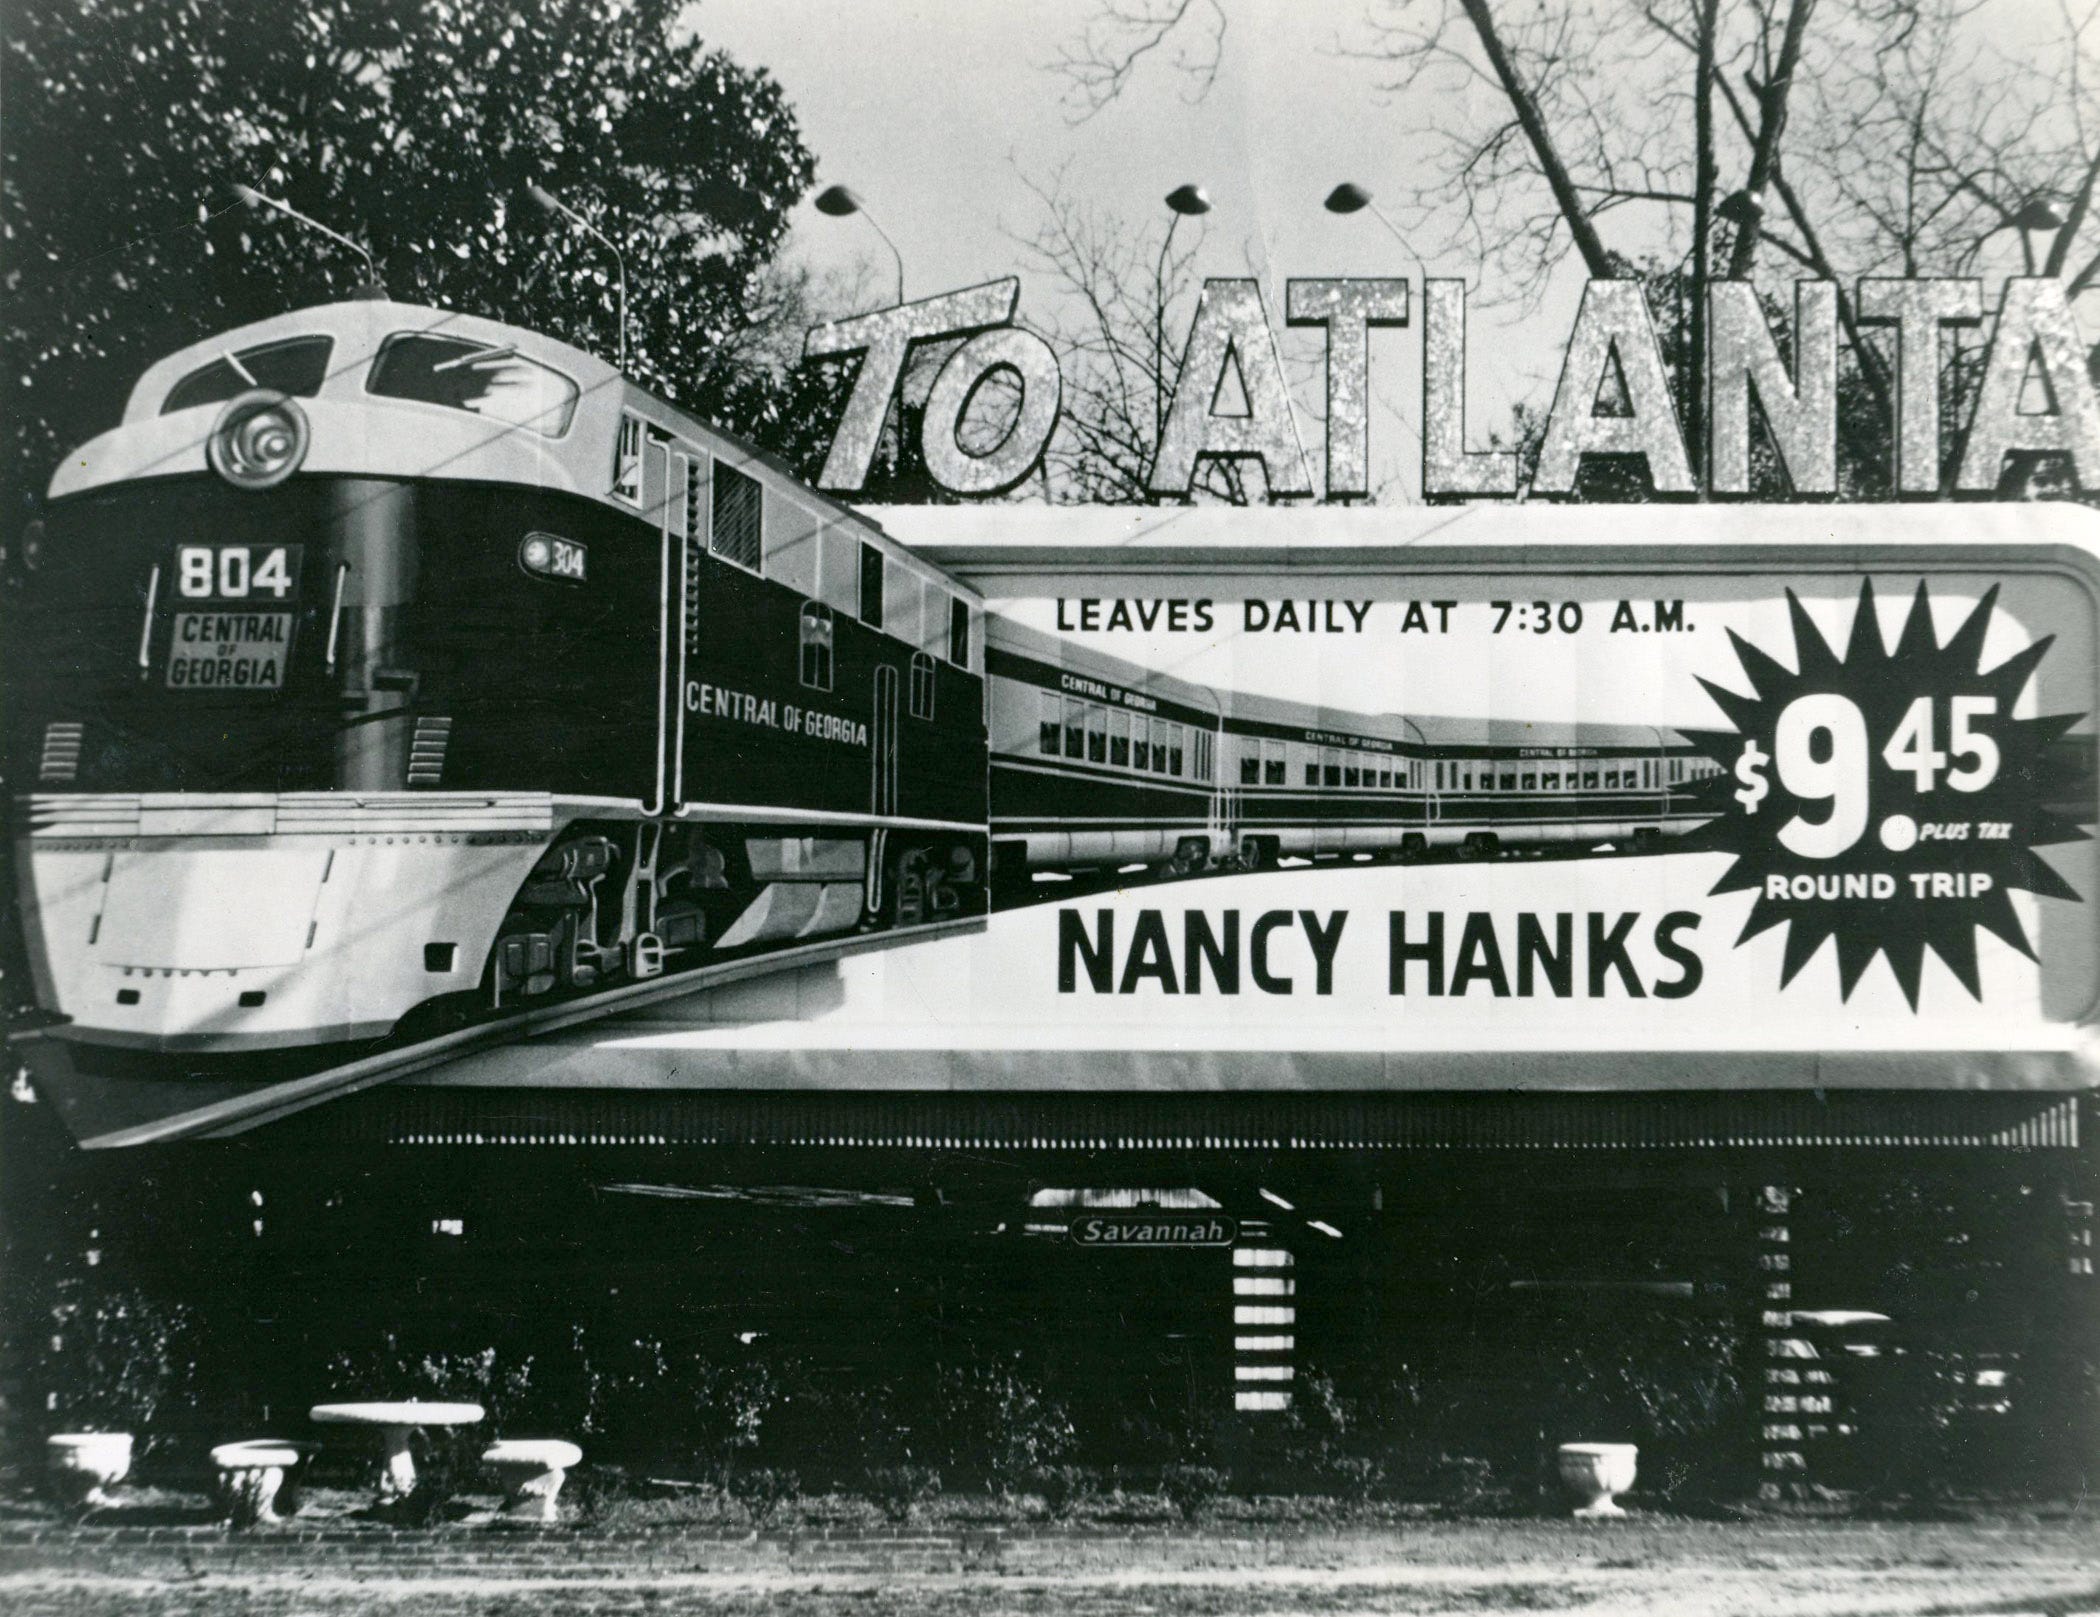 To ATLANTA
804
CENTRAL
OF
GEORGIA
304
CENTRAL OF GEORGIA
LEAVES DAILY AT 7:30 A.M.
CENTRAL OF GEORGIA
CENTRAL OF GEORGIA
CENTRAL OF GEORGIA
$9.45
PLUS TAX
ROUND TRIP
NANCY HANKS
Savannah